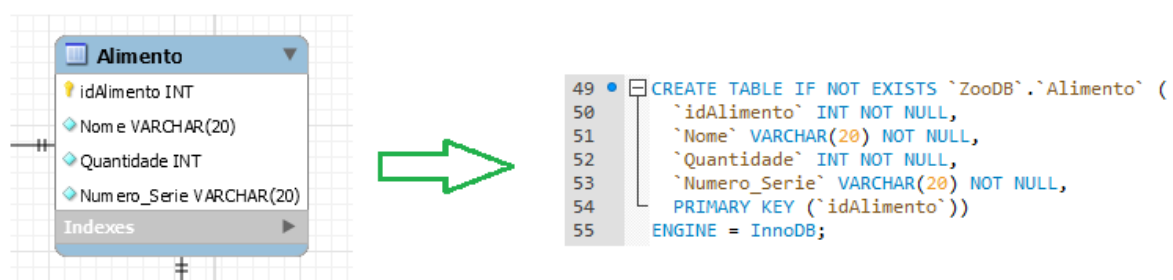 Alimento
idAlimento INT
Nome VARCHAR(20)
Quantidade INT
Numero_Serie VARCHAR(20)
Indexes
49 CREATE TABLE IF NOT EXISTS `ZooDB`.`Alimento` (
50 `idAlimento` INT NOT NULL,
51 `Nome` VARCHAR(20) NOT NULL,
52 `Quantidade` INT NOT NULL,
53 `Numero_Serie` VARCHAR(20) NOT NULL,
54 PRIMARY KEY (`idAlimento`))
55 ENGINE = InnoDB;